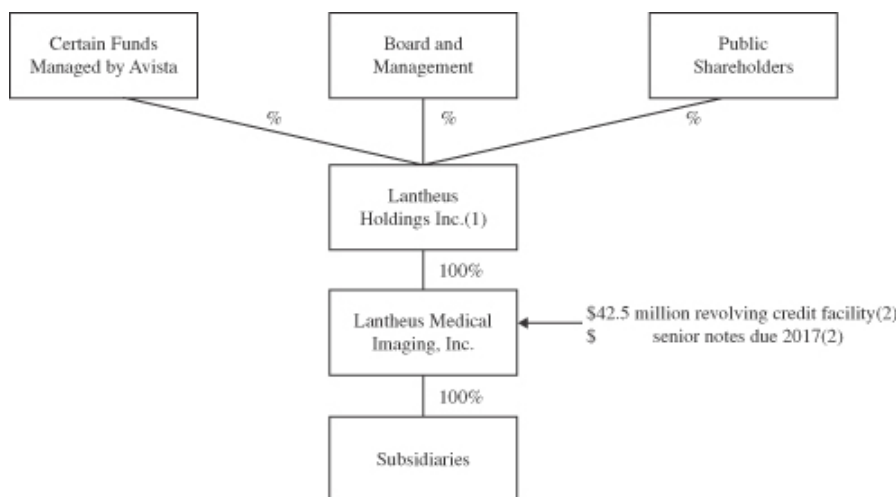 Certain Funds
Managed by Avista
Board and
Management
Public
Shareholders
%
%
%
Lantheus
Holdings Inc.(1)
100%
Lantheus Medical
Imaging, Inc.
$42.5 million revolving credit facility(2)
$ senior notes due 2017(2)
100%
Subsidiaries